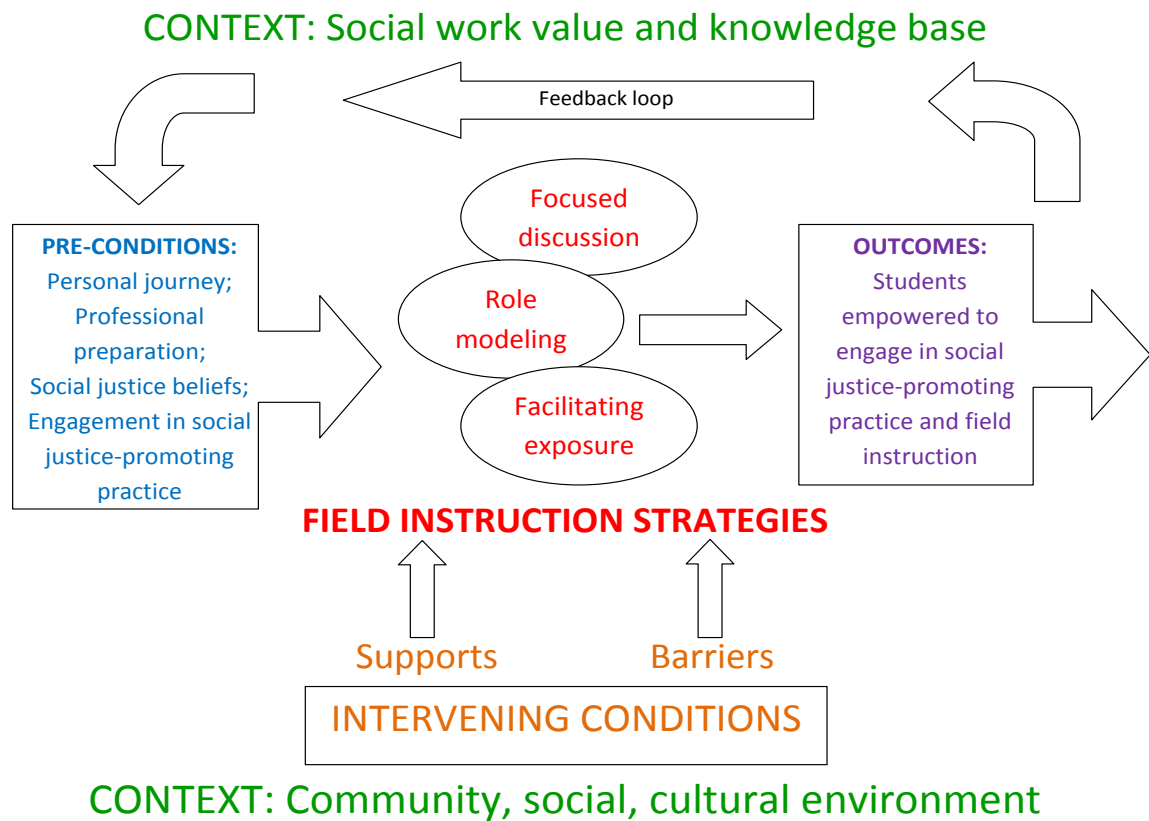 CONTEXT: Social work value and knowledge base
Feedback loop
PRE-CONDITIONS:
Personal journey;
Professional
preparation;
Social justice beliefs;
Engagement in social
justice-promoting
practice
Focused
discussion
Role
modeling
Facilitating
exposure
OUTCOMES:
Students
empowered to
engage in social
justice-promoting
practice and field
instruction
FIELD INSTRUCTION STRATEGIES
Supports
Barriers
INTERVENING CONDITIONS
CONTEXT: Community, social, cultural environment